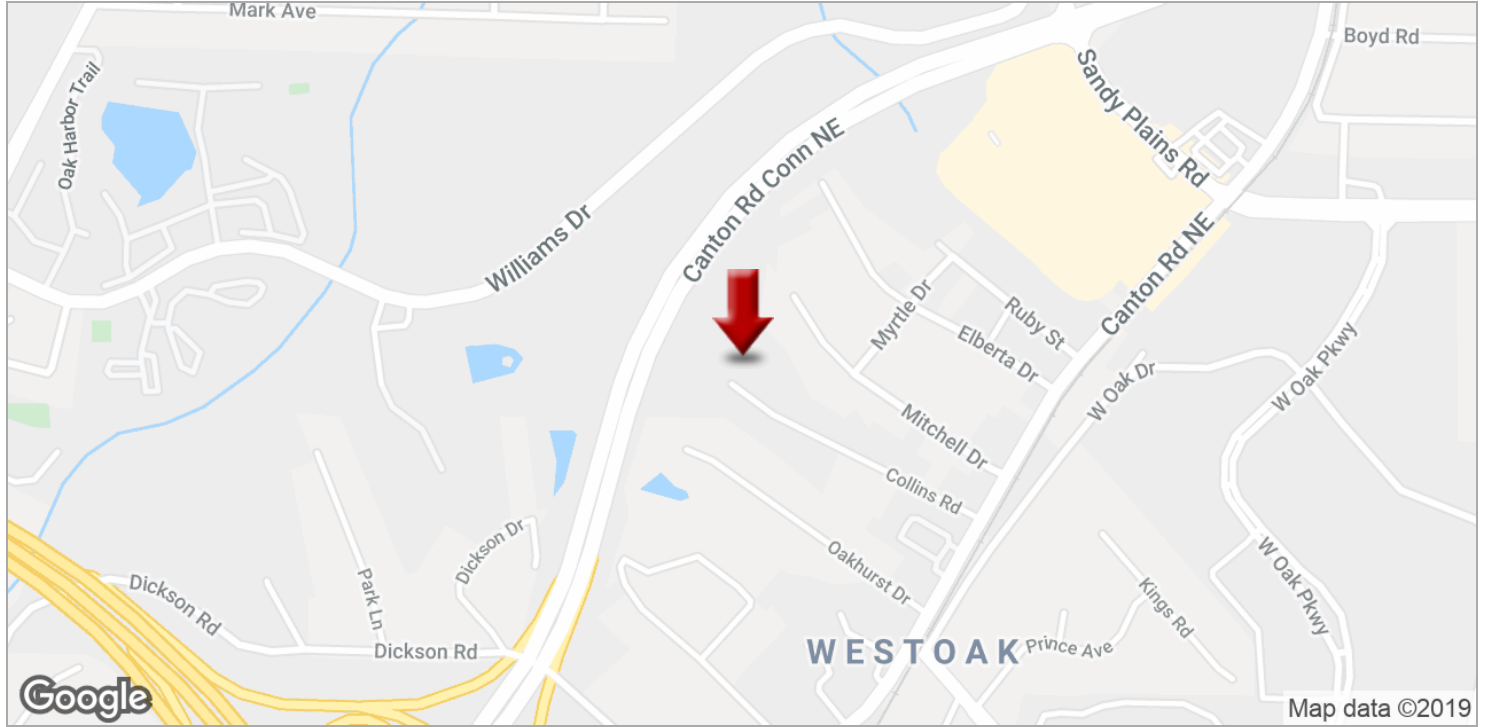 Mark Ave
Boyd Rd
Oak Harbor Trail
Sandy Plains Rd
Canton Rd Conn NE
Williams Dr
Canton Rd NE
Myrtle Dr
Ruby St
Elberta Dr
W Oak Dr
W Oak Pkwy
Mitchell Dr
Collins Rd
Oakhurst Dr
Dickson Dr
Park Ln
Dickson Rd
Dickson Rd
W Oak Pkwy
Kings Rd
Prince Ave
WESTOAK
Google
Map data ©2019